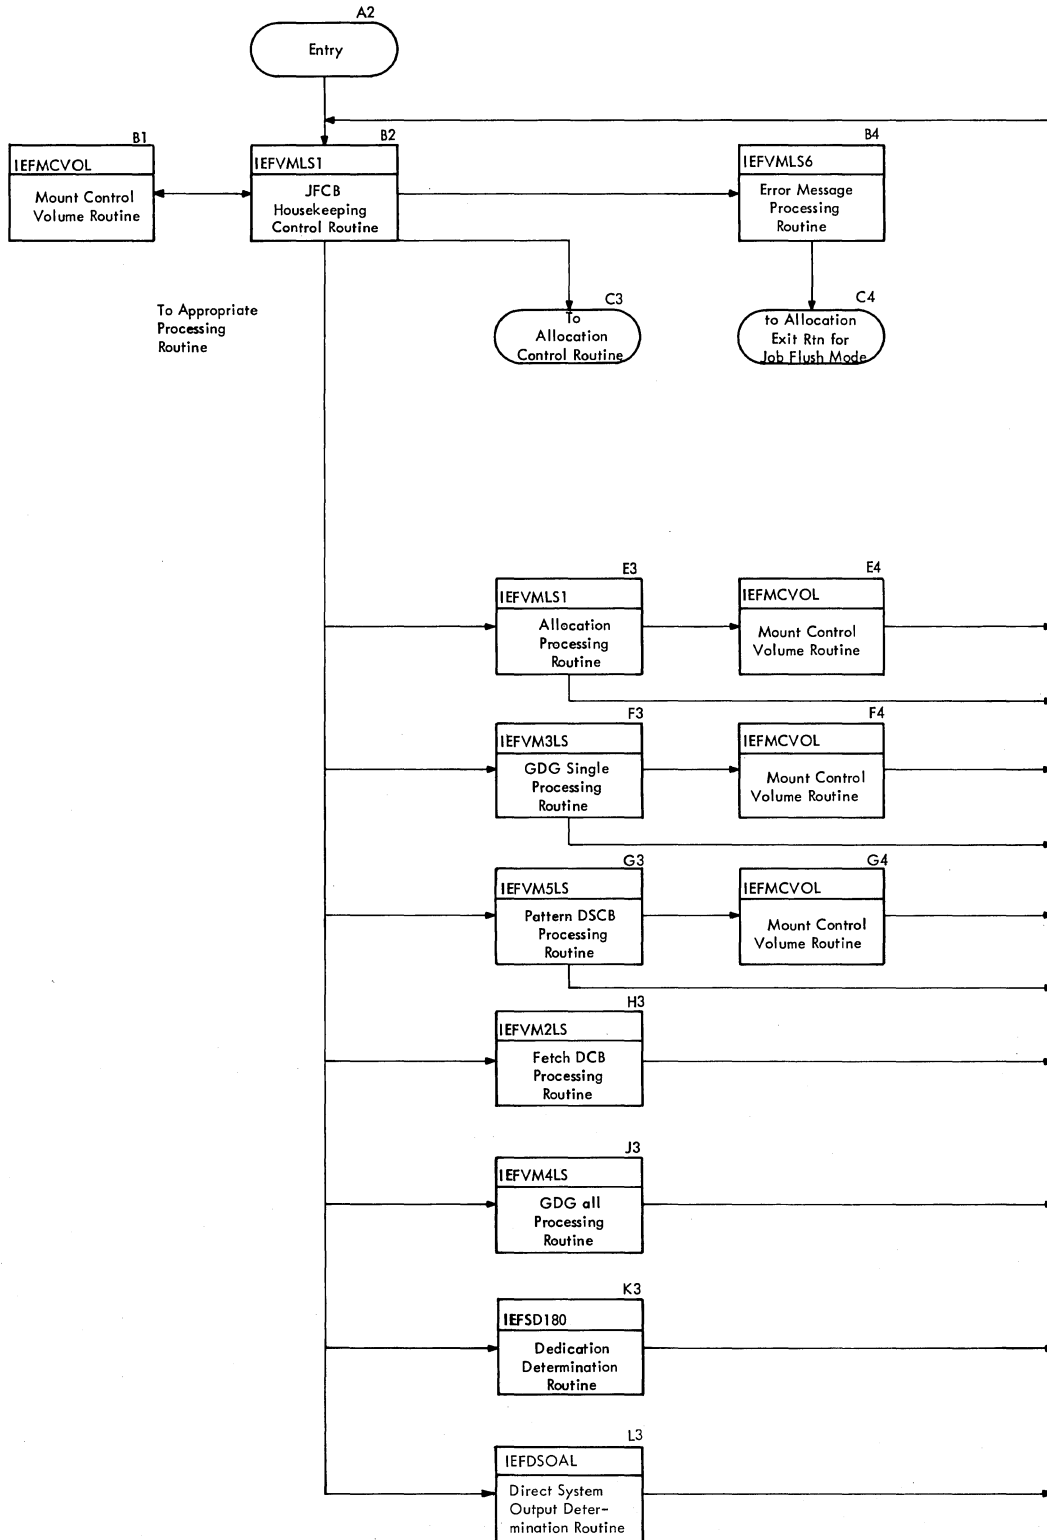 A2
Entry
B1
IEFMCVOL
Mount Control
Volume Routine
B2
IEFVMLS1
JFCB
Housekeeping
Control Routine
B4
IEFVMLS6
Error Message
Processing
Routine
To Appropriate
Processing
Routine
C3
To
Allocation
Control Routine
C4
to Allocation
Exit Rtn for
Job Flush Mode
E3
IEFVMLS1
Allocation
Processing
Routine
E4
IEFMCVOL
Mount Control
Volume Routine
F3
IEFVM3LS
GDG Single
Processing
Routine
F4
IEFMCVOL
Mount Control
Volume Routine
G3
IEFVM5LS
Pattern DSCB
Processing
Routine
G4
IEFMCVOL
Mount Control
Volume Routine
H3
IEFVM2LS
Fetch DCB
Processing
Routine
J3
IEFVM4LS
GDG all
Processing
Routine
K3
IEFSD180
Dedication
Determination
Routine
L3
IEFDSOAL
Direct System
Output Deter-
mination Routine